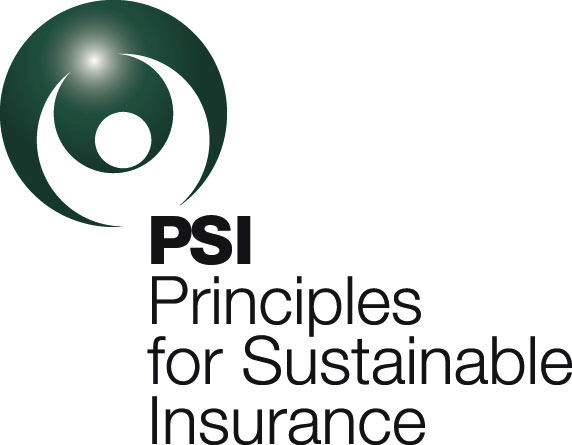 PSI
Principles
for Sustainable
Insurance